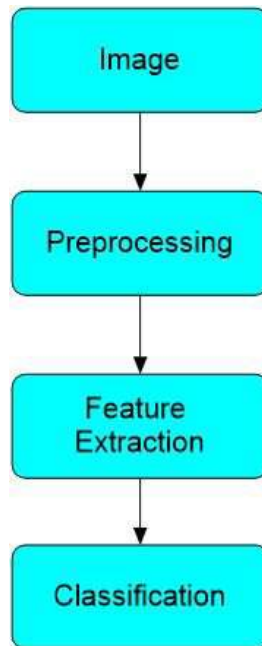 Image
Preprocessing
Feature
Extraction
Classification